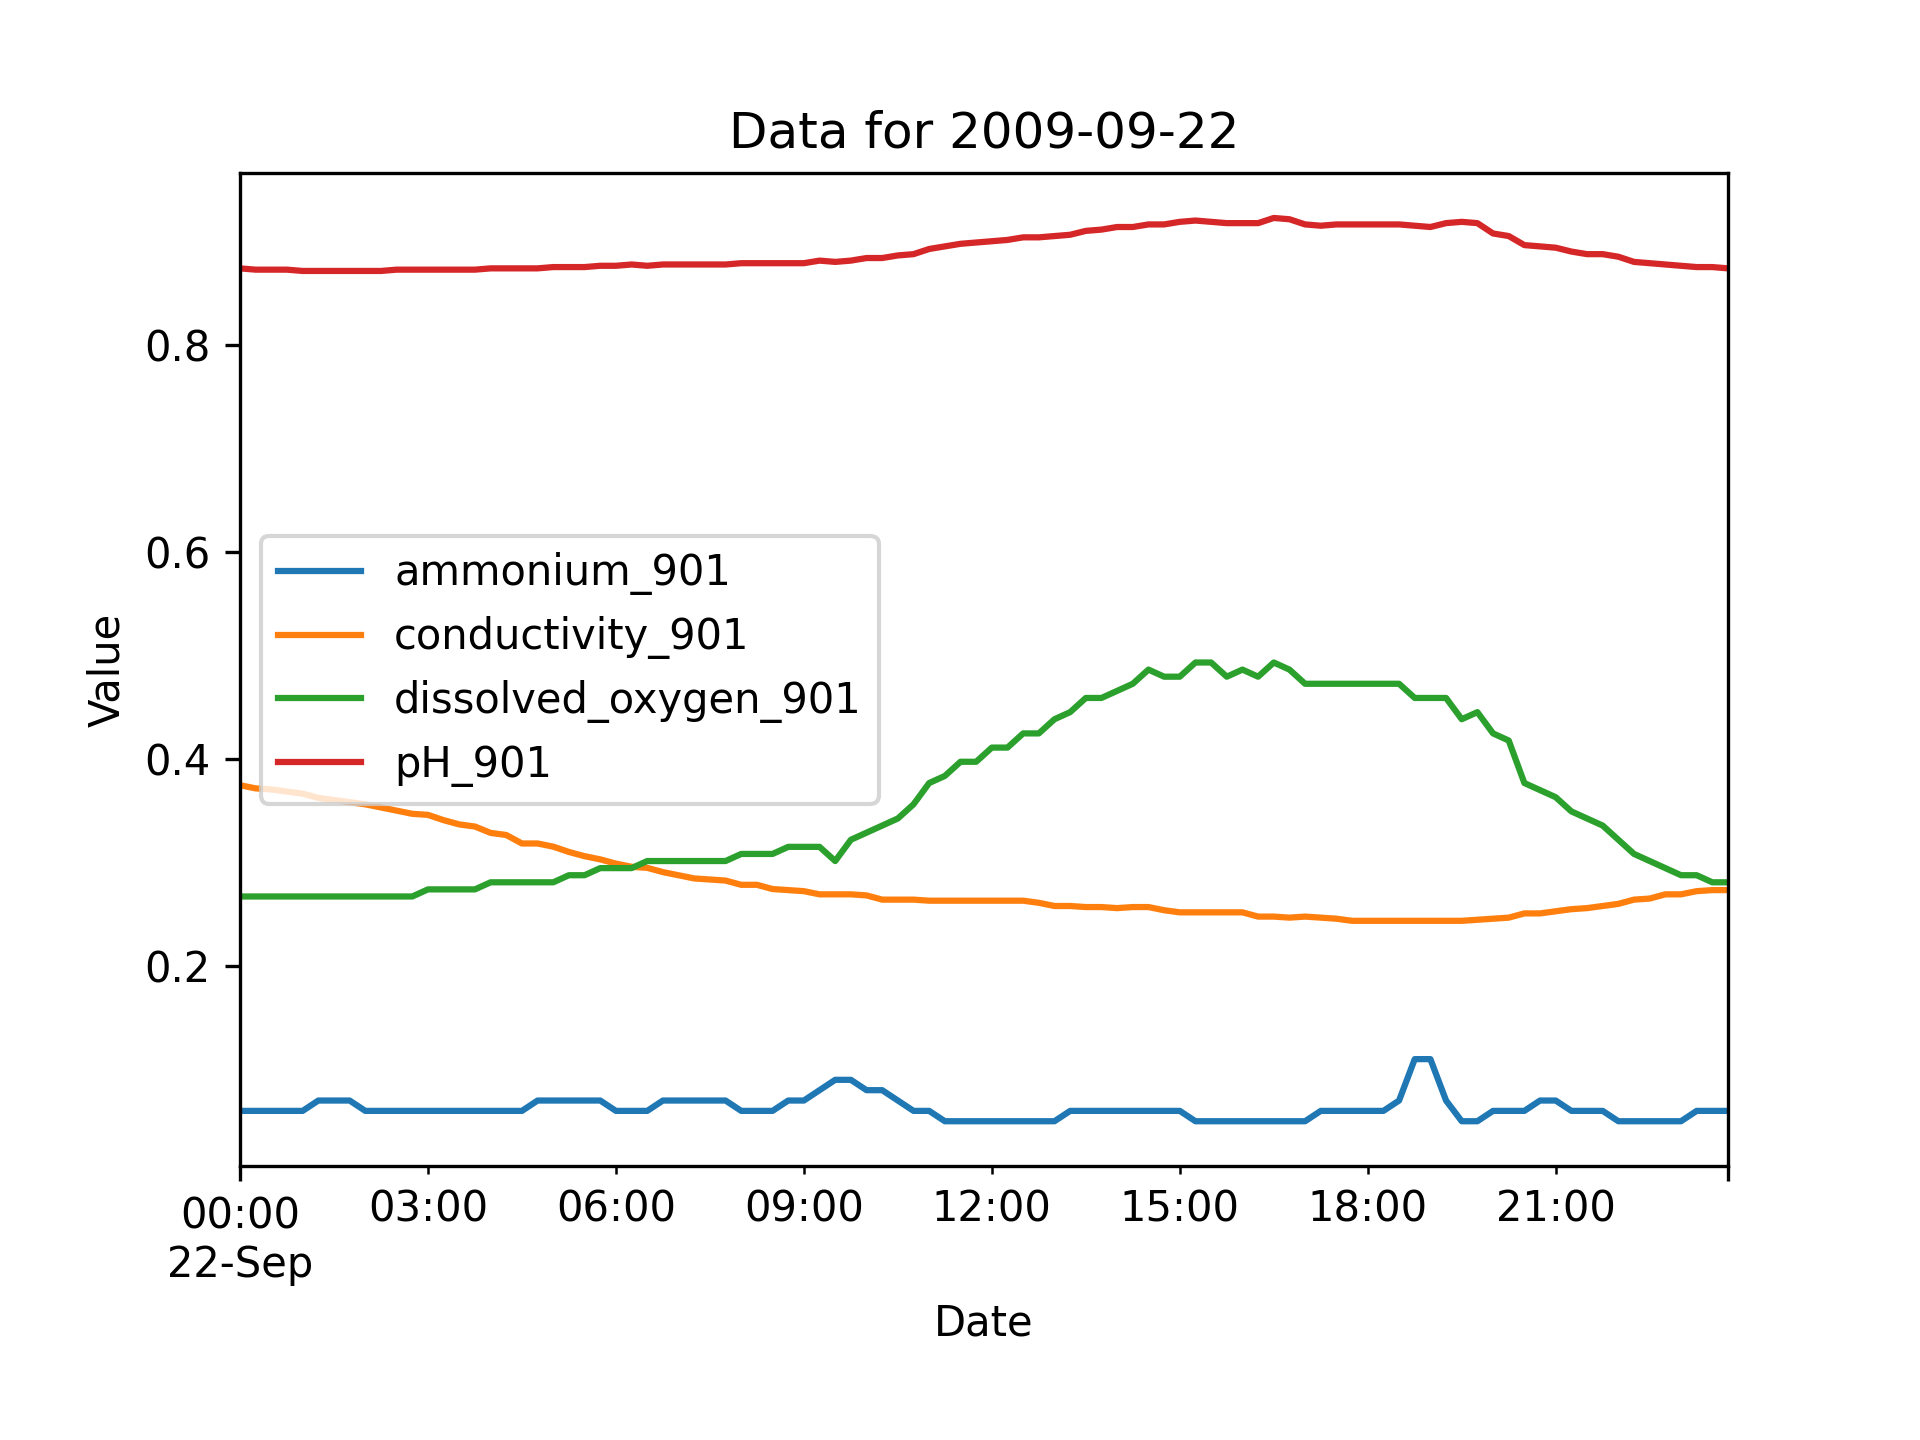 Data for 2009-09-22
Value
0.8
0.6
0.4
0.2
ammonium_901
conductivity_901
dissolved_oxygen_901
pH_901
00:00 03:00 06:00 09:00 12:00 15:00 18:00 21:00
22-Sep
Date